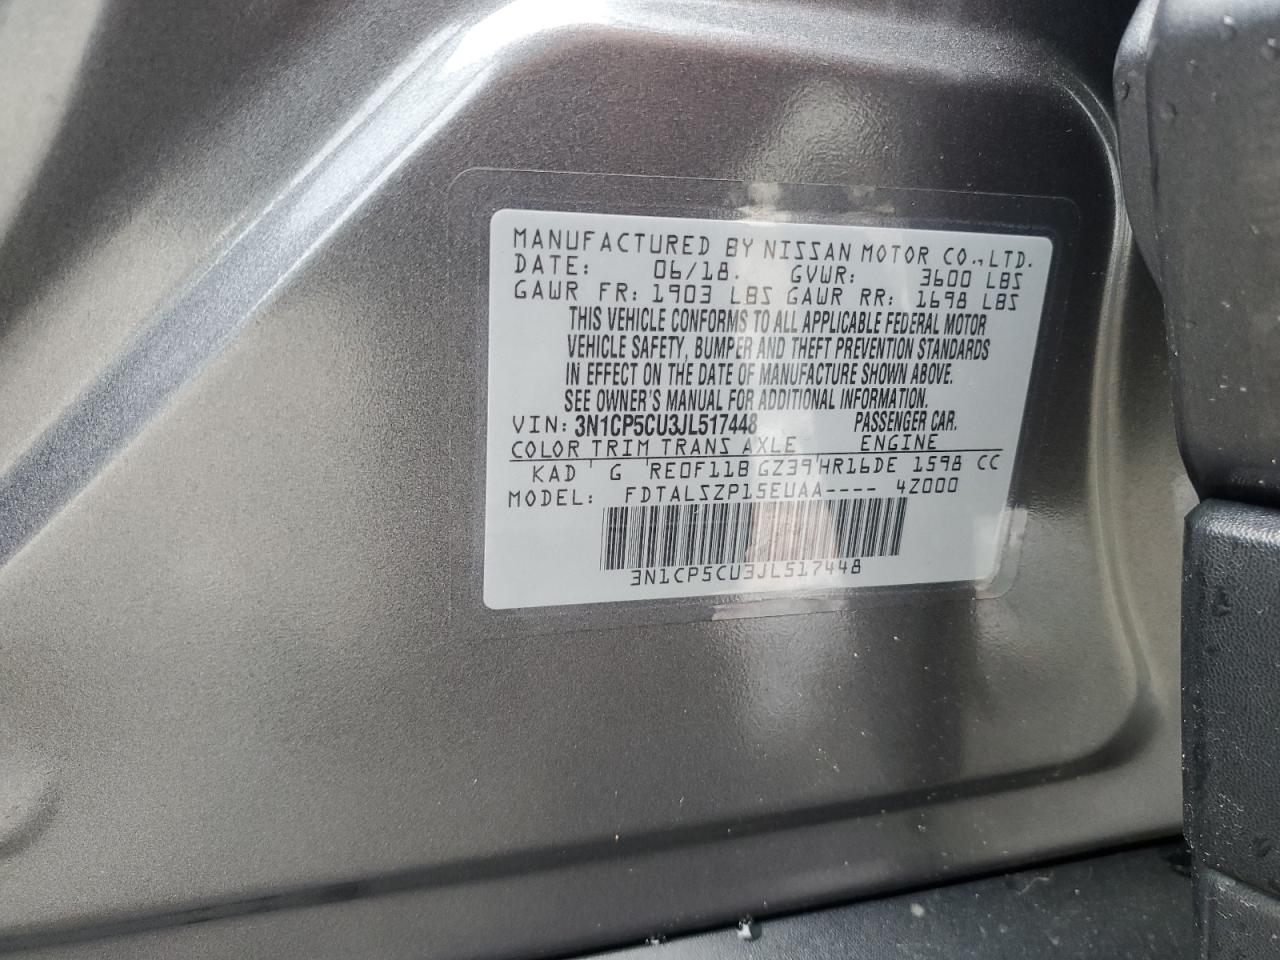 MANUFACTURED BY NISSAN MOTOR CO.,LTD.
DATE: 06/18. GVWR: 3600 LBS
GAWR FR: 1903 LBS GAWR RR: 1698 LBS
THIS VEHICLE CONFORMS TO ALL APPLICABLE FEDERAL MOTOR
VEHICLE SAFETY, BUMPER AND THEFT PREVENTION STANDARDS
IN EFFECT ON THE DATE OF MANUFACTURE SHOWN ABOVE.
SEE OWNER'S MANUAL FOR ADDITIONAL INFORMATION.
VIN: 3N1CP5CU3JL517448 PASSENGER CAR.
COLOR TRIM TRANS AXLE ENGINE
KAD G RE0F11B GZ39 HR16DE 1598 CC
MODEL: FDTALSZP15EUAA---- 4Z000
3N1CP5CU3JL517448